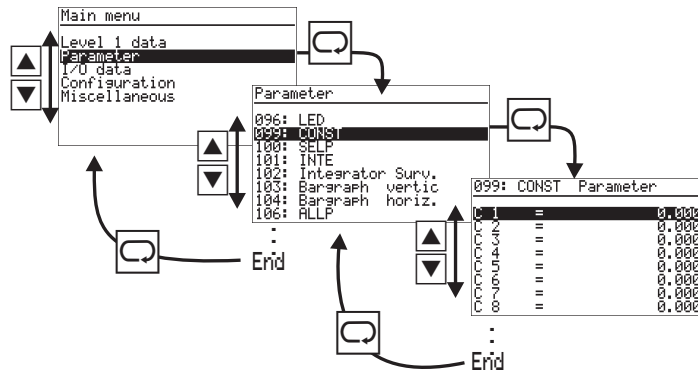 Main menu
Level 1 data
Parameter
I/O data
Configuration
Miscellaneous
Parameter
096: LED
099: CONST
100: SELP
101: INTE
102: Integrator Surv.
103: Bargraph vertic
104: Bargraph horiz.
106: ALLP
End
099: CONST Parameter
C 1 = 0.000
C 2 = 0.000
C 3 = 0.000
C 4 = 0.000
C 5 = 0.000
C 6 = 0.000
C 7 = 0.000
C 8 = 0.000
End